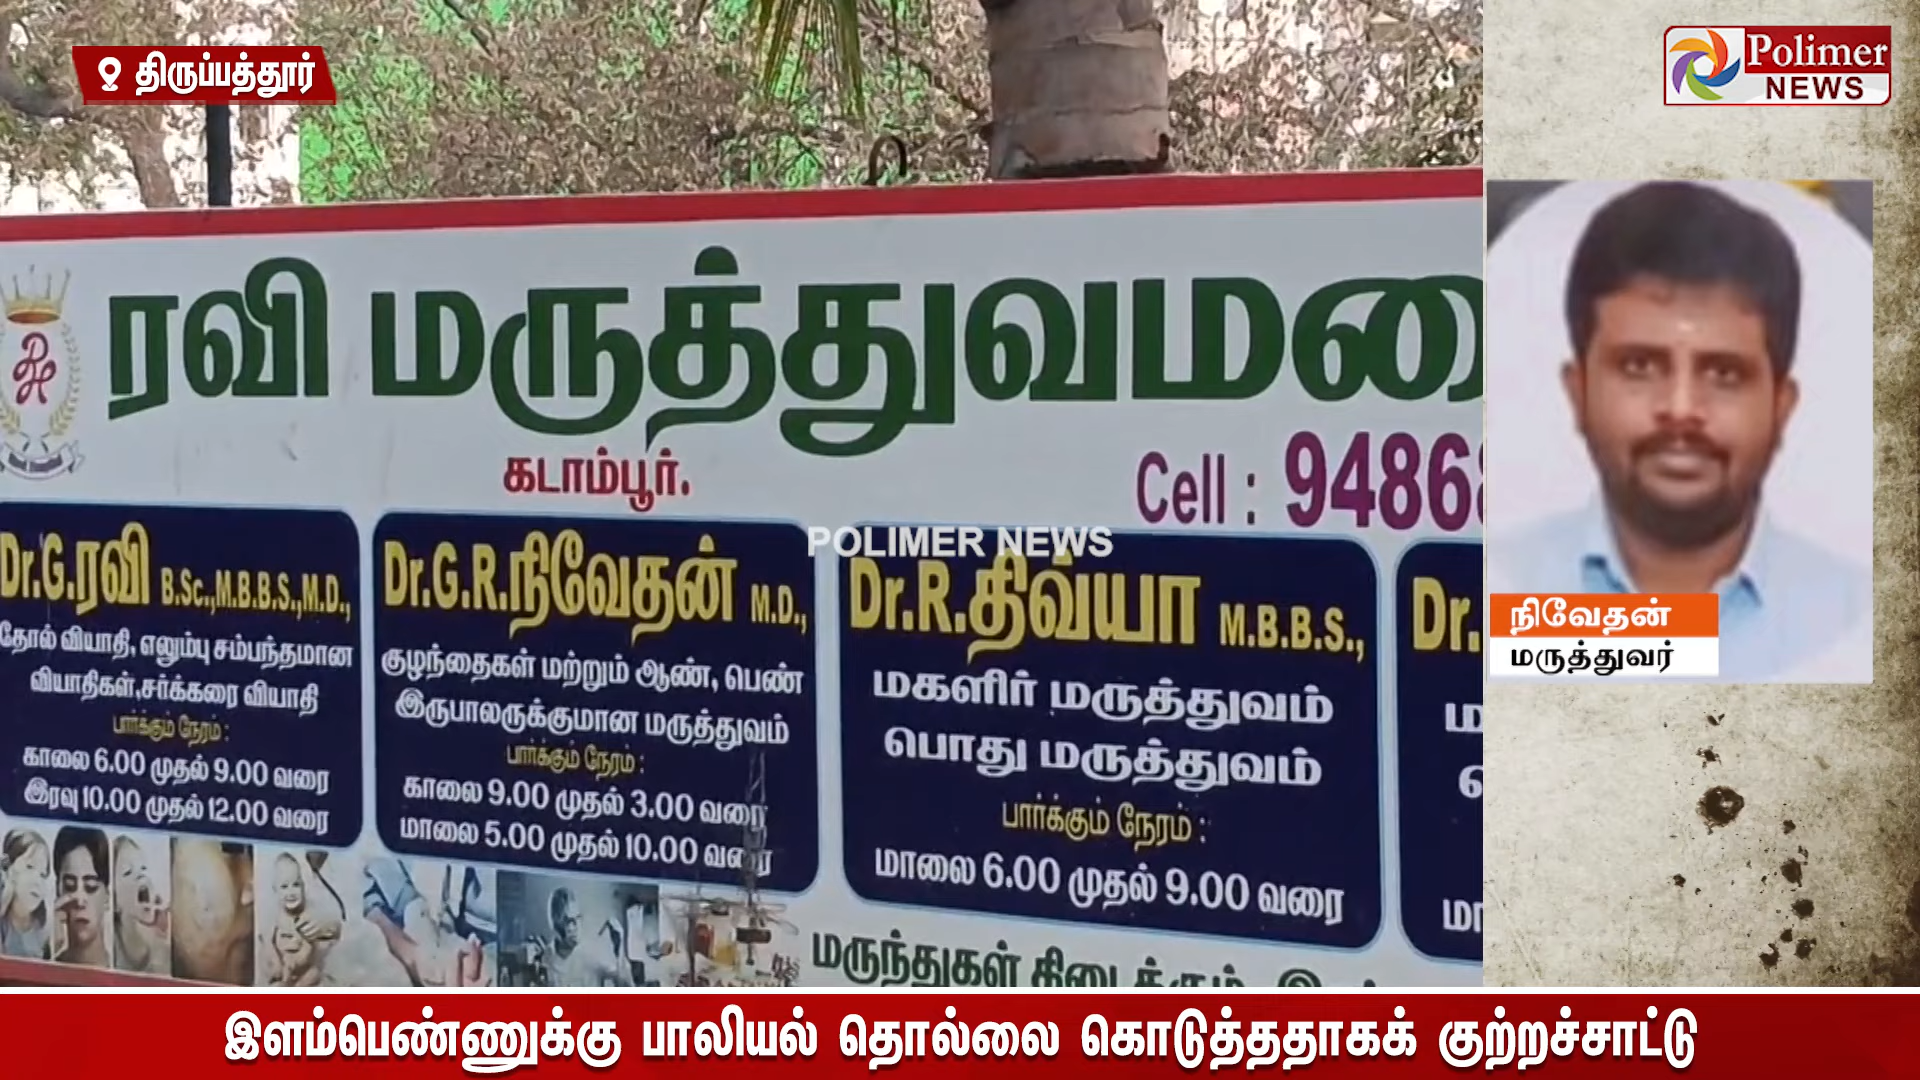 திருப்பத்தூர்
Polimer
NEWS
ரவி மருத்துவமனை
கடாம்பூர்.
Cell : 9486
POLIMER NEWS
Dr.G.ரவி B.Sc.,M.B.B.S.,M.D.,
தோல் வியாதி, எலும்பு சம்பந்தமான
வியாதிகள்,சர்க்கரை வியாதி
பார்க்கும் நேரம் :
காலை 6.00 முதல் 9.00 வரை
இரவு 10.00 முதல் 12.00 வரை
Dr.G.R.நிவேதன் M.D.,
குழந்தைகள் மற்றும் ஆண், பெண்
இருபாலருக்குமான மருத்துவம்
பார்க்கும் நேரம் :
காலை 9.00 முதல் 3.00 வரை
மாலை 5.00 முதல் 10.00 வரை
Dr.R.திவ்யா M.B.B.S.,
மகளிர் மருத்துவம்
பொது மருத்துவம்
பார்க்கும் நேரம் :
மாலை 6.00 முதல் 9.00 வரை
Dr.
மருந்துகள் கிடைக்கும்
நிவேதன்
மருத்துவர்
இளம்பெண்ணுக்கு பாலியல் தொல்லை கொடுத்ததாகக் குற்றச்சாட்டு